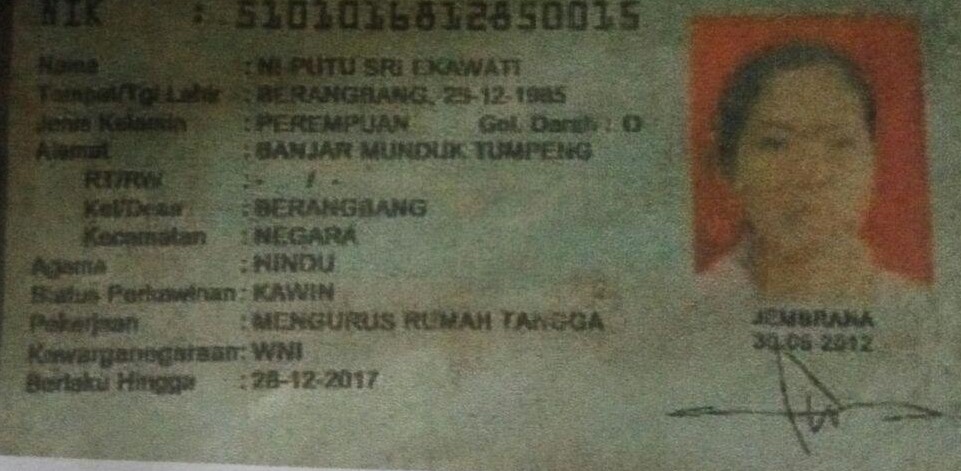 NIK : 5101016812850015
Nama : NI PUTU SRI EKAWATI
Tempat/Tgl Lahir : BERANGBANG, 28-12-1985
Jenis Kelamin : PEREMPUAN Gol. Darah : O
Alamat : BANJAR MUNDUK TUMPENG
RT/RW : - / -
Kel/Desa : BERANGBANG
Kecamatan : NEGARA
Agama : HINDU
Status Perkawinan : KAWIN
Pekerjaan : MENGURUS RUMAH TANGGA
Kewarganegaraan : WNI
Berlaku Hingga : 28-12-2017
JEMBRANA
30-06-2012